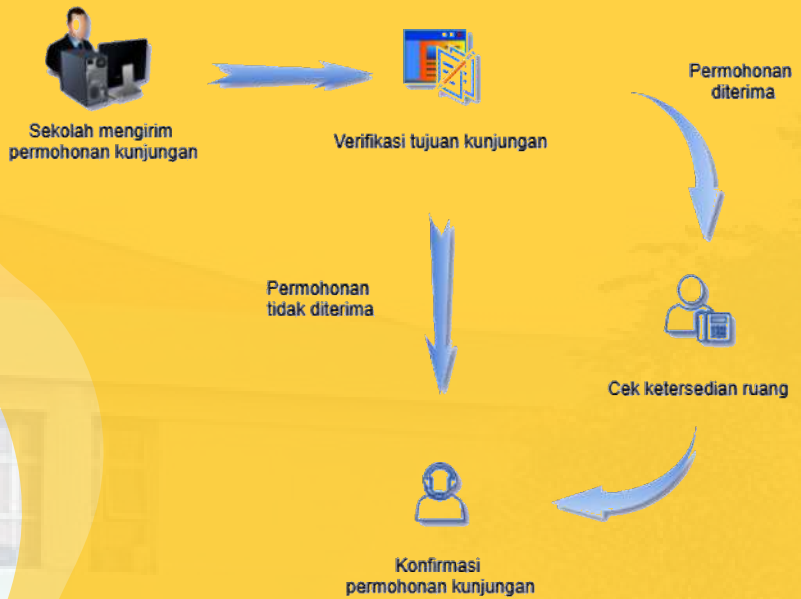 Sekolah mengirim
permohonan kunjungan
Verifikasi tujuan kunjungan
Permohonan
diterima
Permohonan
tidak diterima
Cek ketersedian ruang
Konfirmasi
permohonan kunjungan